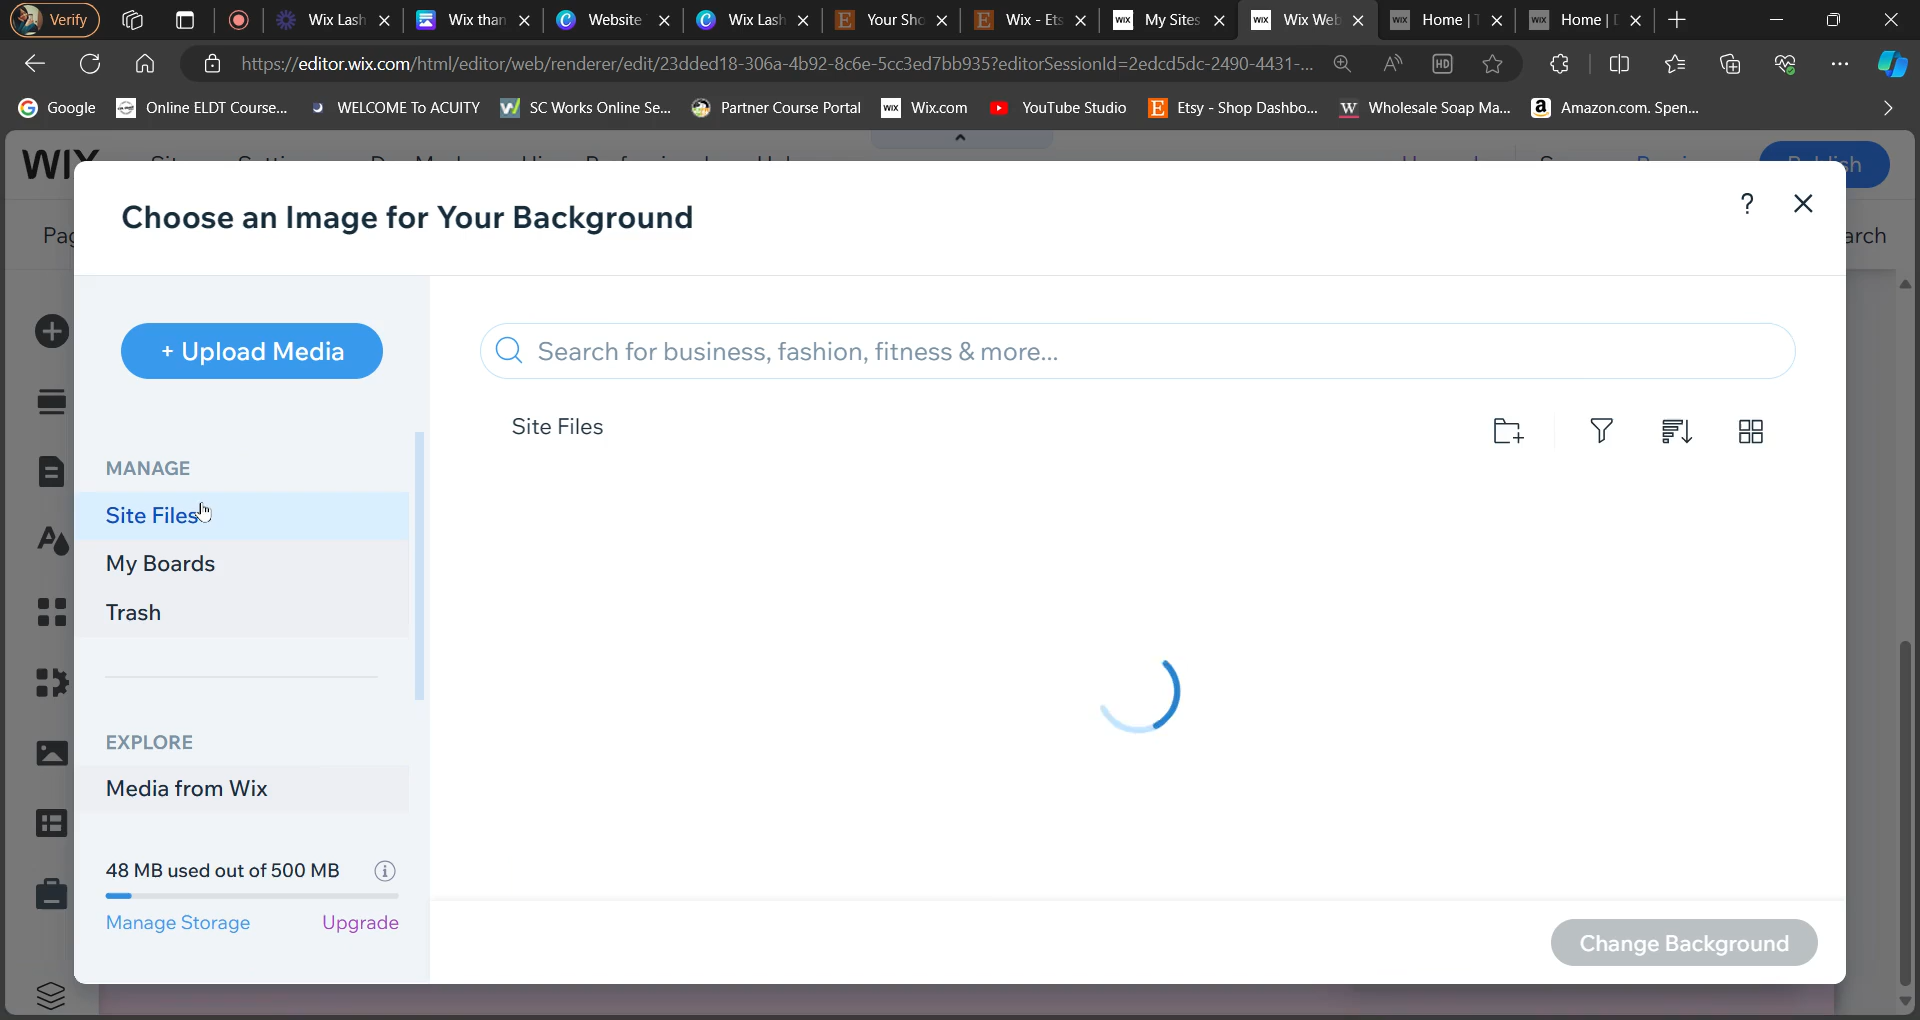 Verify
Wix Lash
Wix than
Website
Wix Lash
Your Sho
Wix - Ets
My Sites
Wix Web
Home | T
Home |
https://editor.wix.com/html/editor/web/renderer/edit/23dded18-306a-4b92-8c6e-5cc3ed7bb935?editorSessionId=2edcd5dc-2490-4431-...
Google
Online ELDT Course...
WELCOME To ACUITY
SC Works Online Se...
Partner Course Portal
Wix.com
YouTube Studio
Etsy - Shop Dashbo...
Wholesale Soap Ma...
Amazon.com. Spen...
WIX
Choose an Image for Your Background
?
+ Upload Media
Search for business, fashion, fitness & more...
Site Files
MANAGE
Site Files
My Boards
Trash
EXPLORE
Media from Wix
48 MB used out of 500 MB
Manage Storage
Upgrade
Change Background